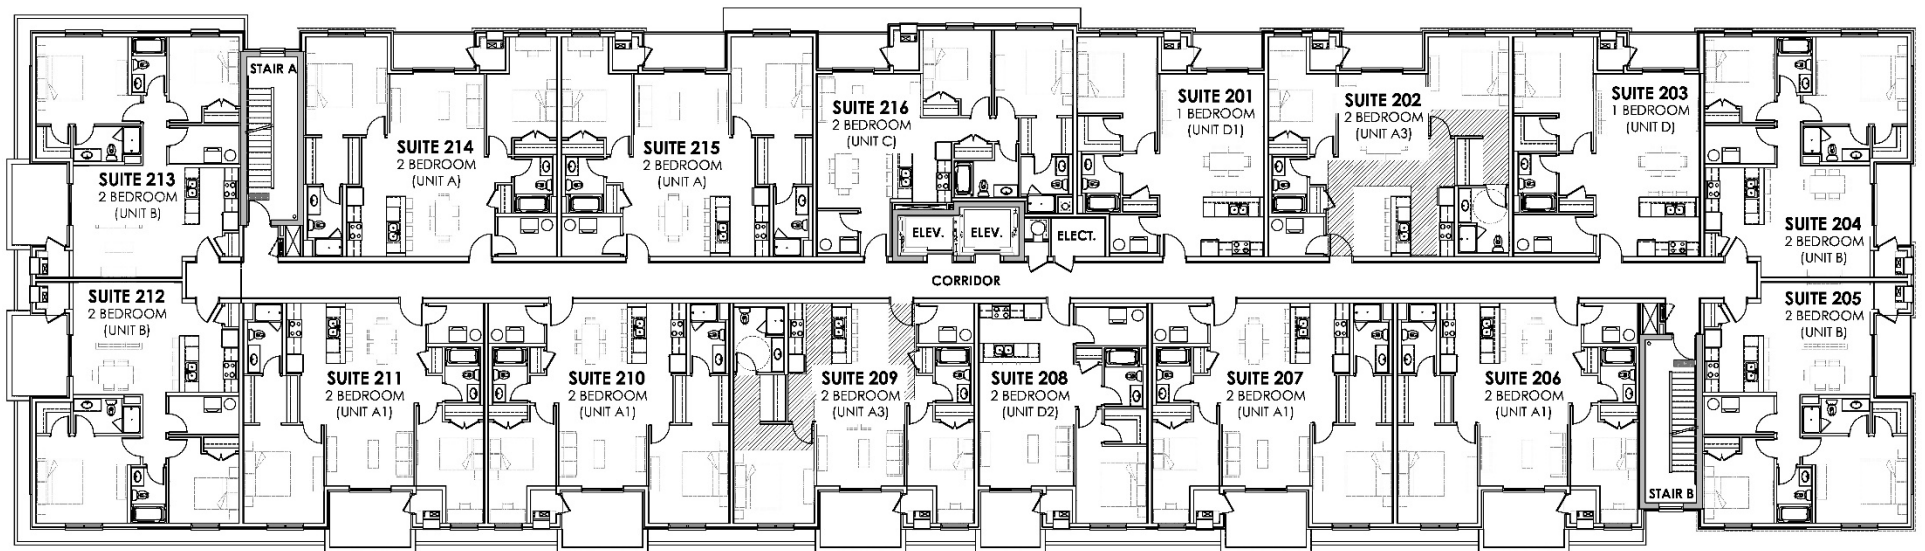 STAIR A
SUITE 213
2 BEDROOM
(UNIT B)
SUITE 214
2 BEDROOM
(UNIT A)
SUITE 215
2 BEDROOM
(UNIT A)
SUITE 216
2 BEDROOM
(UNIT C)
SUITE 201
1 BEDROOM
(UNIT D1)
SUITE 202
2 BEDROOM
(UNIT A3)
SUITE 203
1 BEDROOM
(UNIT D)
SUITE 204
2 BEDROOM
(UNIT B)
ELEV.
ELEV.
ELECT.
CORRIDOR
SUITE 212
2 BEDROOM
(UNIT B)
SUITE 211
2 BEDROOM
(UNIT A1)
SUITE 210
2 BEDROOM
(UNIT A1)
SUITE 209
2 BEDROOM
(UNIT A3)
SUITE 208
2 BEDROOM
(UNIT D2)
SUITE 207
2 BEDROOM
(UNIT A1)
SUITE 206
2 BEDROOM
(UNIT A1)
SUITE 205
2 BEDROOM
(UNIT B)
STAIR B